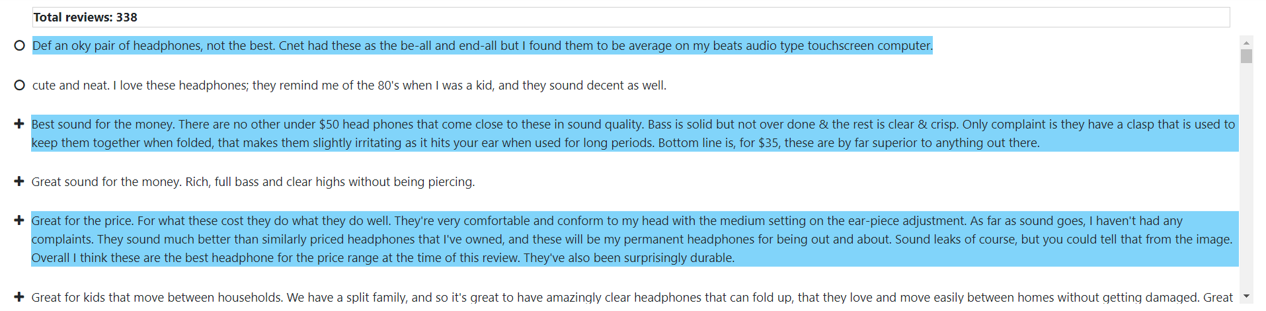 Total reviews: 338
Def an oky pair of headphones, not the best. Cnet had these as the be-all and end-all but I found them to be average on my beats audio type touchscreen computer.
cute and neat. I love these headphones; they remind me of the 80's when I was a kid, and they sound decent as well.
Best sound for the money. There are no other under $50 head phones that come close to these in sound quality. Bass is solid but not over done & the rest is clear & crisp. Only complaint is they have a clasp that is used to
keep them together when folded, that makes them slightly irritating as it hits your ear when used for long periods. Bottom line is, for $35, these are by far superior to anything out there.
Great sound for the money. Rich, full bass and clear highs without being piercing.
Great for the price. For what these cost they do what they do well. They're very comfortable and conform to my head with the medium setting on the ear-piece adjustment. As far as sound goes, I haven't had any
complaints. They sound much better than similarly priced headphones that I've owned, and these will be my permanent headphones for being out and about. Sound leaks of course, but you could tell that from the image.
Overall I think these are the best headphone for the price range at the time of this review. They've also been surprisingly durable.
Great for kids that move between households. We have a split family, and so it's great to have amazingly clear headphones that can fold up, that they love and move easily between homes without getting damaged. Great